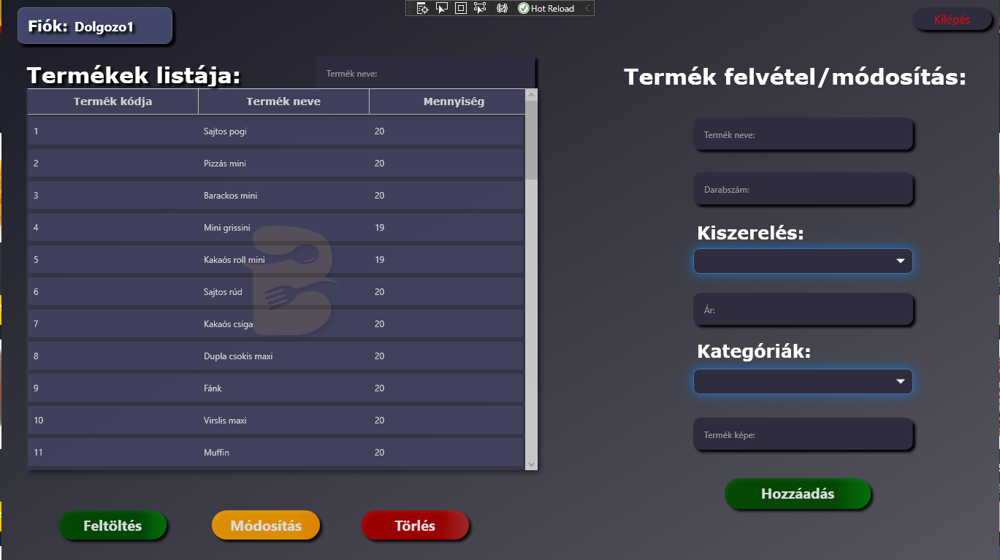 Hot Reload
Fiók: Dolgozo1
Kilépés
Termékek listája:
Termék neve:
Termék kódja Termék neve Mennyiség
1 Sajtos pogi 20
2 Pizzás mini 20
3 Barackos mini 20
4 Mini grissini 19
5 Kakaós roll mini 19
6 Sajtos rúd 20
7 Kakaós csiga 20
8 Dupla csokis maxi 20
9 Fánk 20
10 Virslis maxi 20
11 Muffin 20
Feltöltés Módosítás Törlés
Termék felvétel/módosítás:
Termék neve:
Darabszám:
Kiszerelés:
Ár:
Kategóriák:
Termék képe:
Hozzáadás